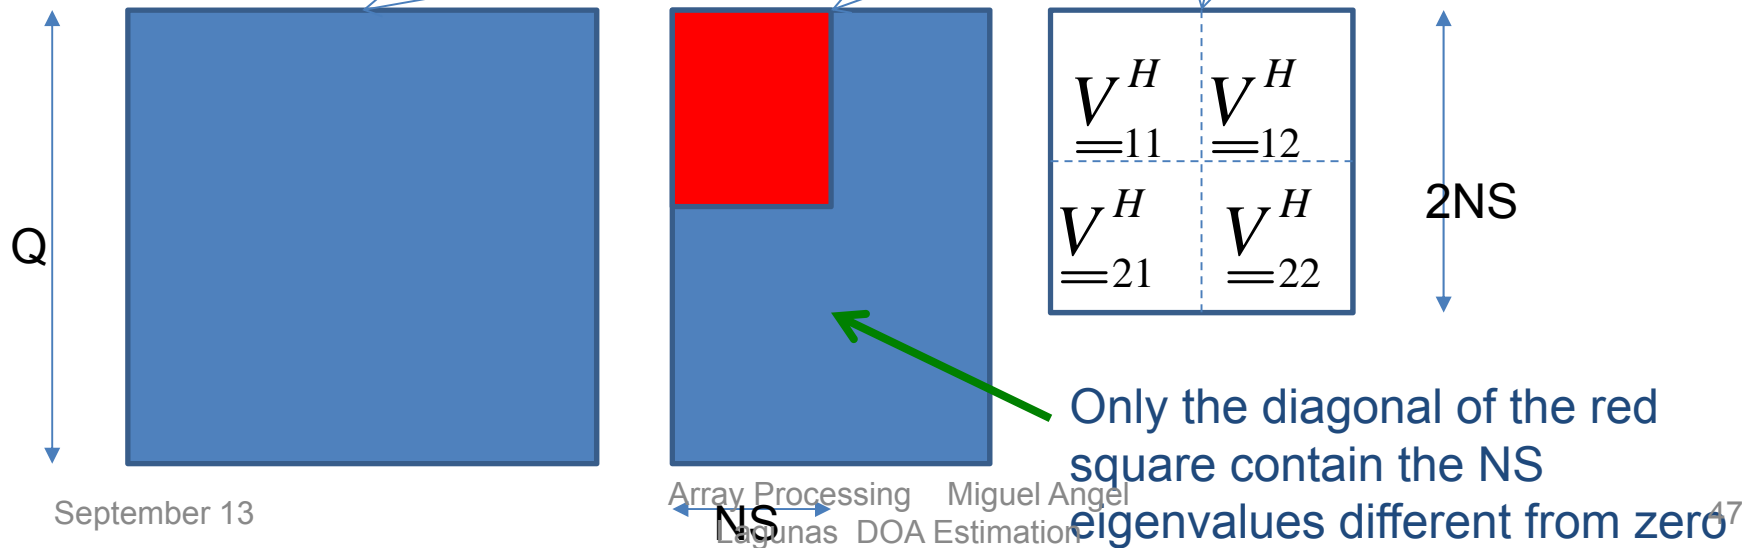 V^H_11 V^H_12
Q
V^H_21 V^H_22
2NS
Only the diagonal of the red
square contain the NS
eigenvalues different from zero
NS
September 13
Array Processing Miguel Angel
Lagunas DOA Estimation
47